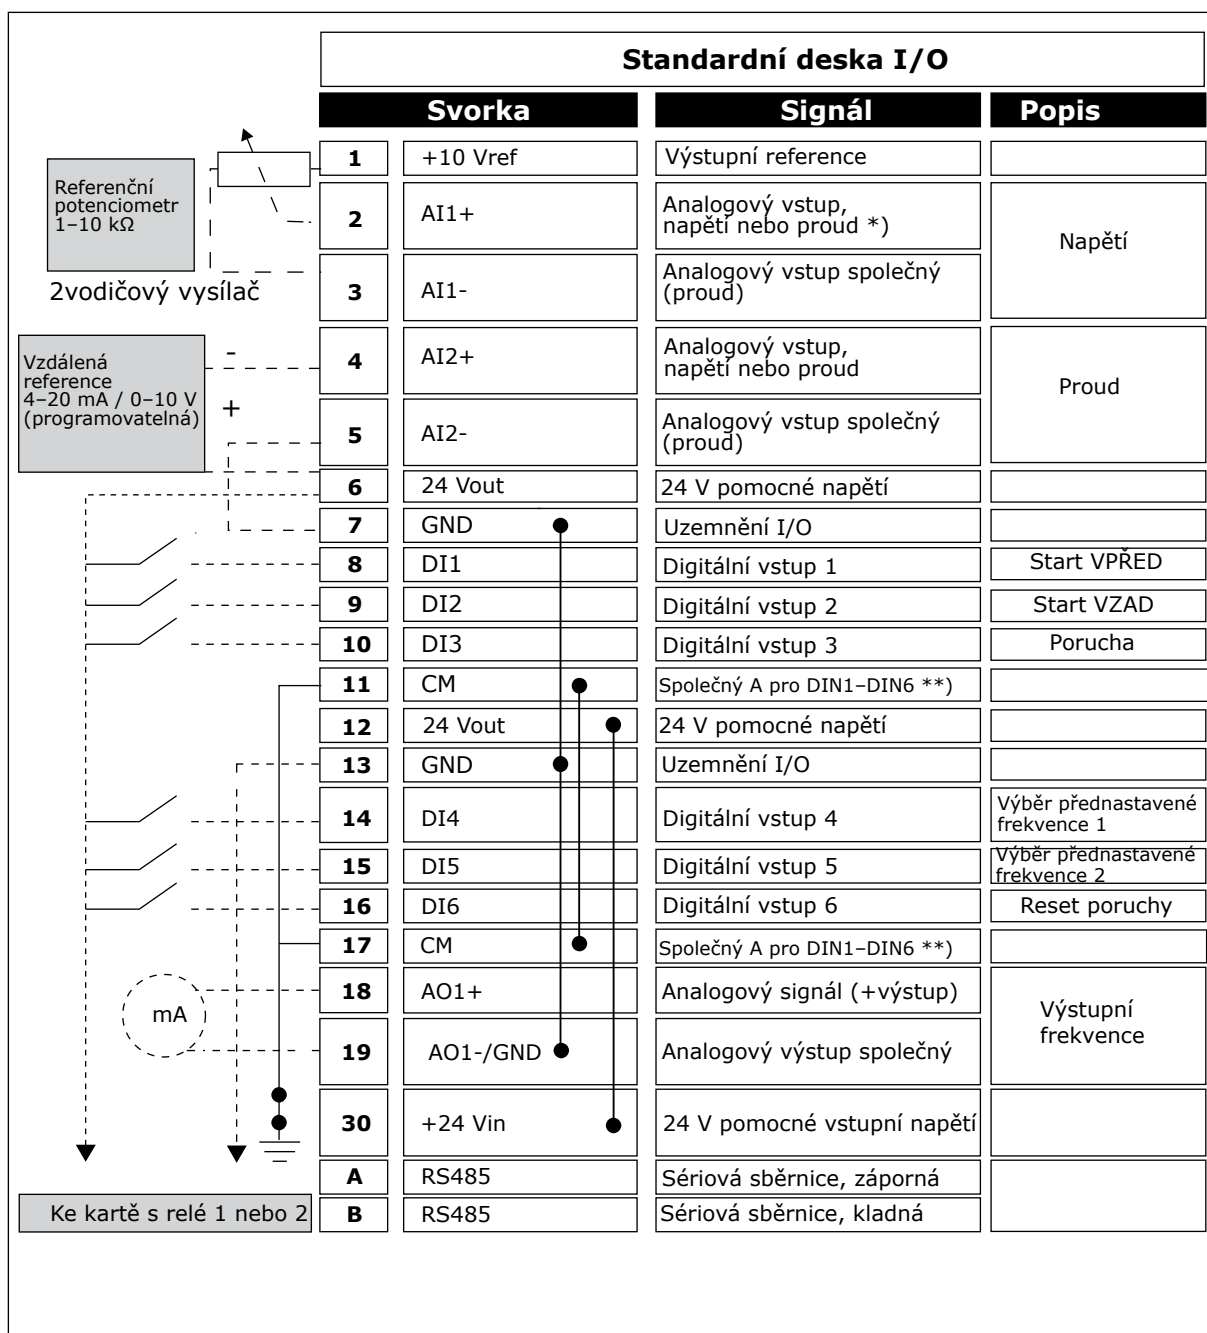 Standardní deska I/O
Svorka Signál Popis
Referenční
potenciometr
1–10 kΩ
2vodičový vysílač
Vzdálená
reference
4–20 mA / 0–10 V
(programovatelná)
-
+
mA
Ke kartě s relé 1 nebo 2
1 +10 Vref Výstupní reference
2 AI1+ Analogový vstup,
napětí nebo proud *)
Napětí
3 AI1- Analogový vstup společný
(proud)
4 AI2+ Analogový vstup,
napětí nebo proud
Proud
5 AI2- Analogový vstup společný
(proud)
6 24 Vout 24 V pomocné napětí
7 GND Uzemnění I/O
8 DI1 Digitální vstup 1 Start VPŘED
9 DI2 Digitální vstup 2 Start VZAD
10 DI3 Digitální vstup 3 Porucha
11 CM Společný A pro DIN1–DIN6 **)
12 24 Vout 24 V pomocné napětí
13 GND Uzemnění I/O
14 DI4 Digitální vstup 4 Výběr přednastavené
frekvence 1
15 DI5 Digitální vstup 5 Výběr přednastavené
frekvence 2
16 DI6 Digitální vstup 6 Reset poruchy
17 CM Společný A pro DIN1–DIN6 **)
18 AO1+ Analogový signál (+výstup)
Výstupní
frekvence
19 AO1-/GND Analogový výstup společný
30 +24 Vin 24 V pomocné vstupní napětí
A RS485 Sériová sběrnice, záporná
B RS485 Sériová sběrnice, kladná